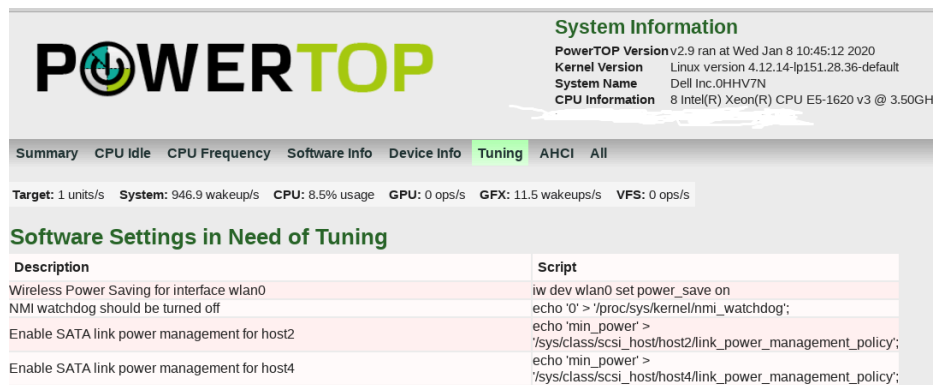 POWERTOP
System Information
PowerTOP Version v2.9 ran at Wed Jan 8 10:45:12 2020
Kernel Version Linux version 4.12.14-lp151.28.36-default
System Name Dell Inc.0HHV7N
CPU Information 8 Intel(R) Xeon(R) CPU E5-1620 v3 @ 3.50GH
Summary CPU Idle CPU Frequency Software Info Device Info Tuning AHCI All
Target: 1 units/s System: 946.9 wakeup/s CPU: 8.5% usage GPU: 0 ops/s GFX: 11.5 wakeups/s VFS: 0 ops/s
Software Settings in Need of Tuning
Description Script
Wireless Power Saving for interface wlan0 iw dev wlan0 set power_save on
NMI watchdog should be turned off echo '0' > '/proc/sys/kernel/nmi_watchdog';
Enable SATA link power management for host2 echo 'min_power' >
'/sys/class/scsi_host/host2/link_power_management_policy';
Enable SATA link power management for host4 echo 'min_power' >
'/sys/class/scsi_host/host4/link_power_management_policy';